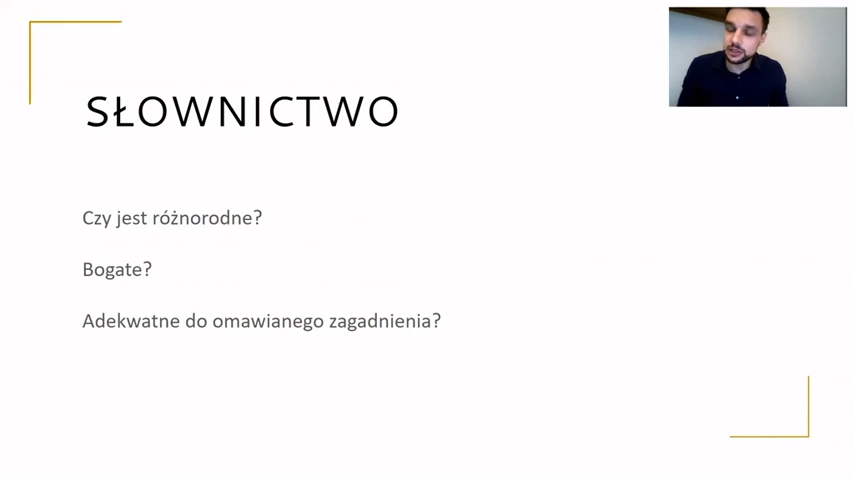 SŁOWNICTWO
Czy jest różnorodne?
Bogate?
Adekwatne do omawianego zagadnienia?